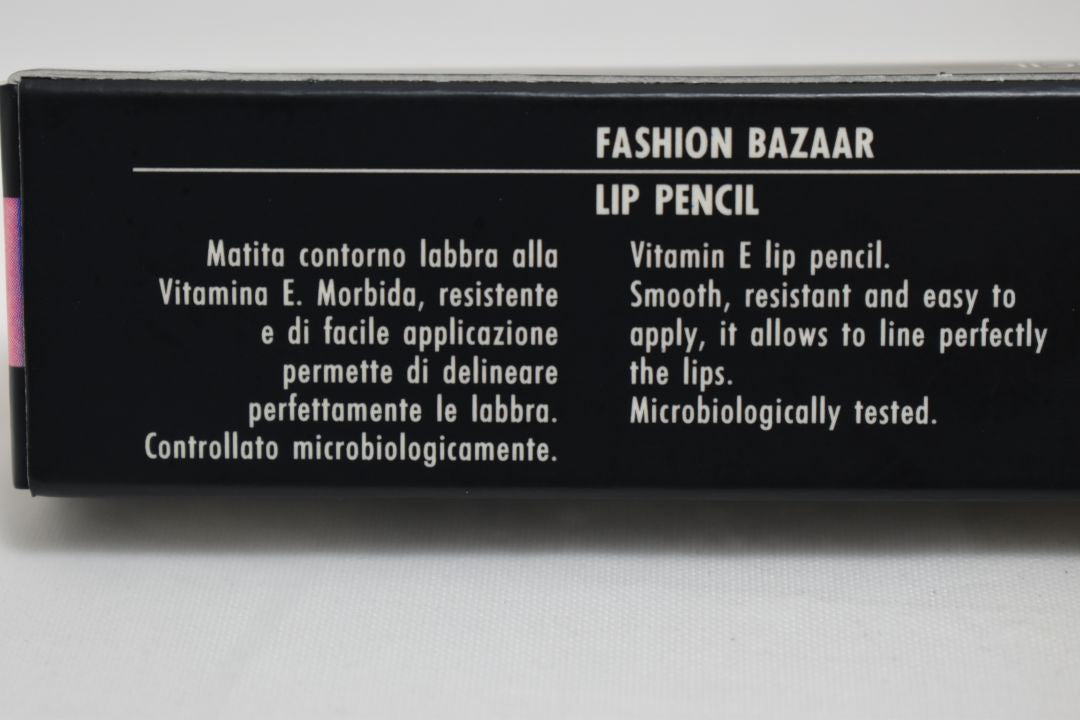 FASHION BAZAAR
LIP PENCIL
Matita contorno labbra alla
Vitamina E. Morbida, resistente
e di facile applicazione
permette di delineare
perfettamente le labbra.
Controllato microbiologicamente.
Vitamin E lip pencil.
Smooth, resistant and easy to
apply, it allows to line perfectly
the lips.
Microbiologically tested.